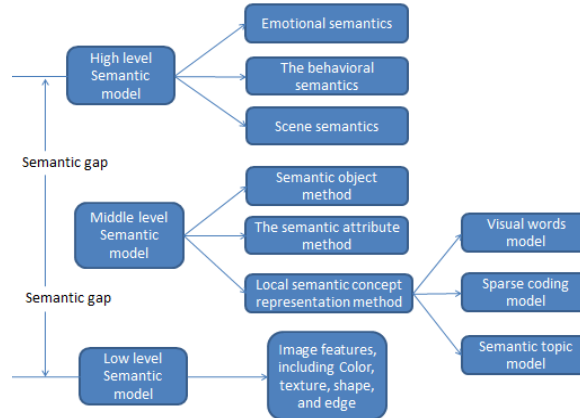 Emotional semantics
High level
Semantic
model
The behavioral
semantics
Scene semantics
Semantic gap
Semantic object
method
Middle level
Semantic
model
The semantic attribute
method
Visual words
model
Local semantic concept
representation method
Sparse coding
model
Semantic gap
Semantic topic
model
Low level
Semantic
model
Image features,
including Color,
texture, shape,
and edge